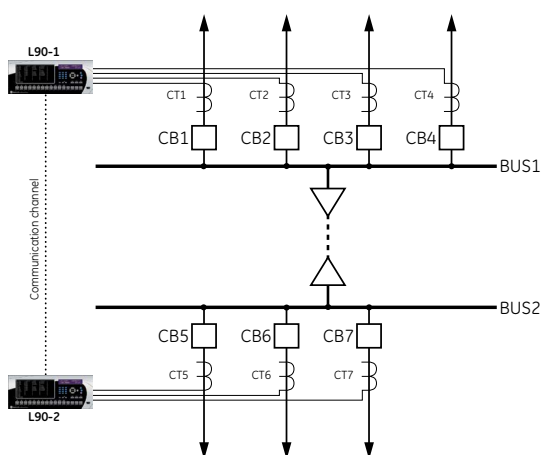 L90-1
CT1 CT2 CT3 CT4
CB1 CB2 CB3 CB4
BUS1
Communication channel
BUS2
CB5 CB6 CB7
CT5 CT6 CT7
L90-2